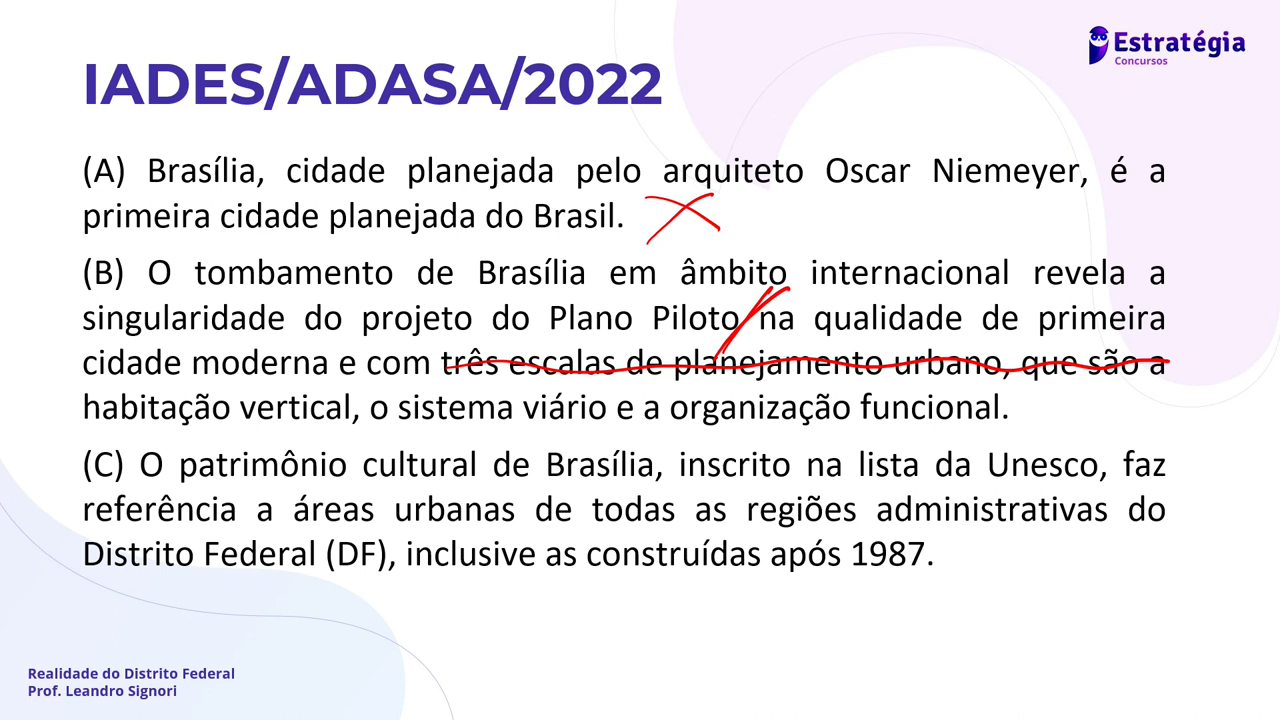 Estratégia
Concursos
IADES/ADASA/2022
(A) Brasília, cidade planejada pelo arquiteto Oscar Niemeyer, é a
primeira cidade planejada do Brasil.
(B) O tombamento de Brasília em âmbito internacional revela a
singularidade do projeto do Plano Piloto na qualidade de primeira
cidade moderna e com três escalas de planejamento urbano, que são a
habitação vertical, o sistema viário e a organização funcional.
(C) O patrimônio cultural de Brasília, inscrito na lista da Unesco, faz
referência a áreas urbanas de todas as regiões administrativas do
Distrito Federal (DF), inclusive as construídas após 1987.
Realidade do Distrito Federal
Prof. Leandro Signori